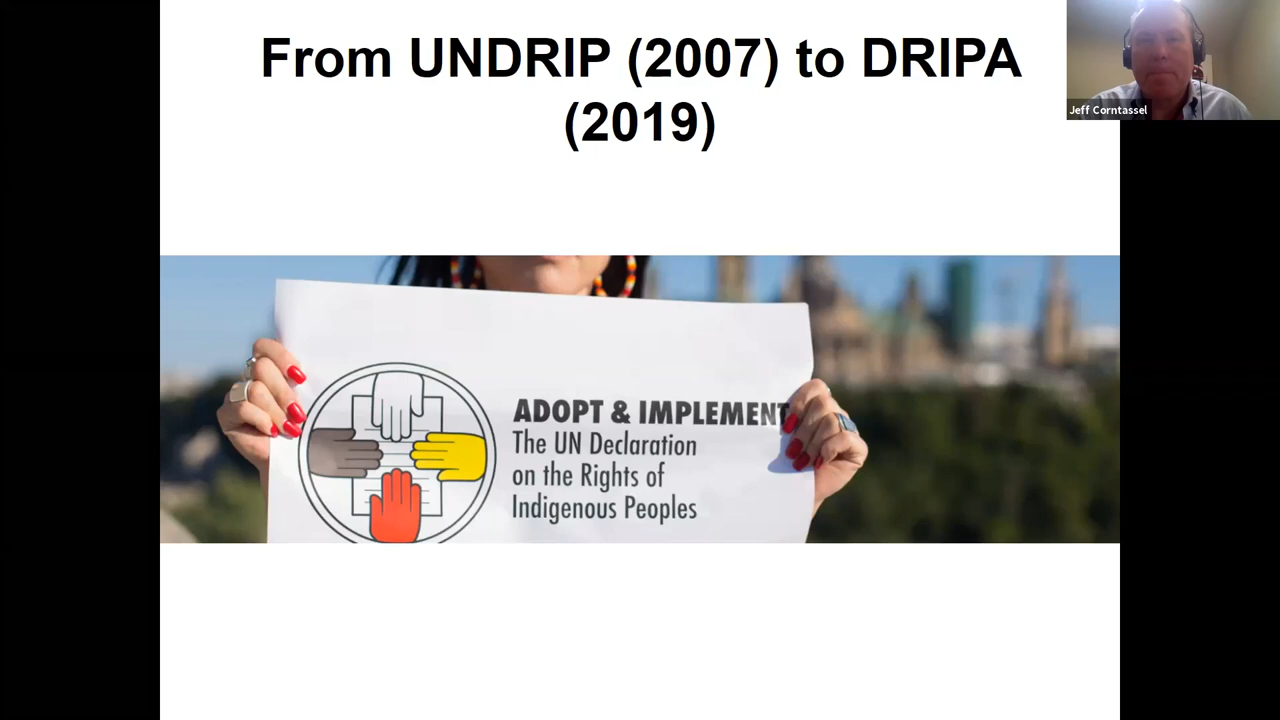 From UNDRIP (2007) to DRIPA
(2019)
Jeff Corntassel
ADOPT & IMPLEMENT
The UN Declaration
on the Rights of
Indigenous Peoples